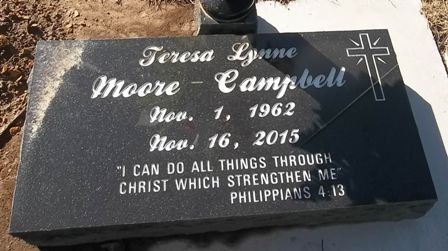 Teresa Lynne
Moore - Campbell
Nov. 1, 1962
Nov. 16, 2015
"I CAN DO ALL THINGS THROUGH
CHRIST WHICH STRENGTHEN ME"
PHILIPPIANS 4:13